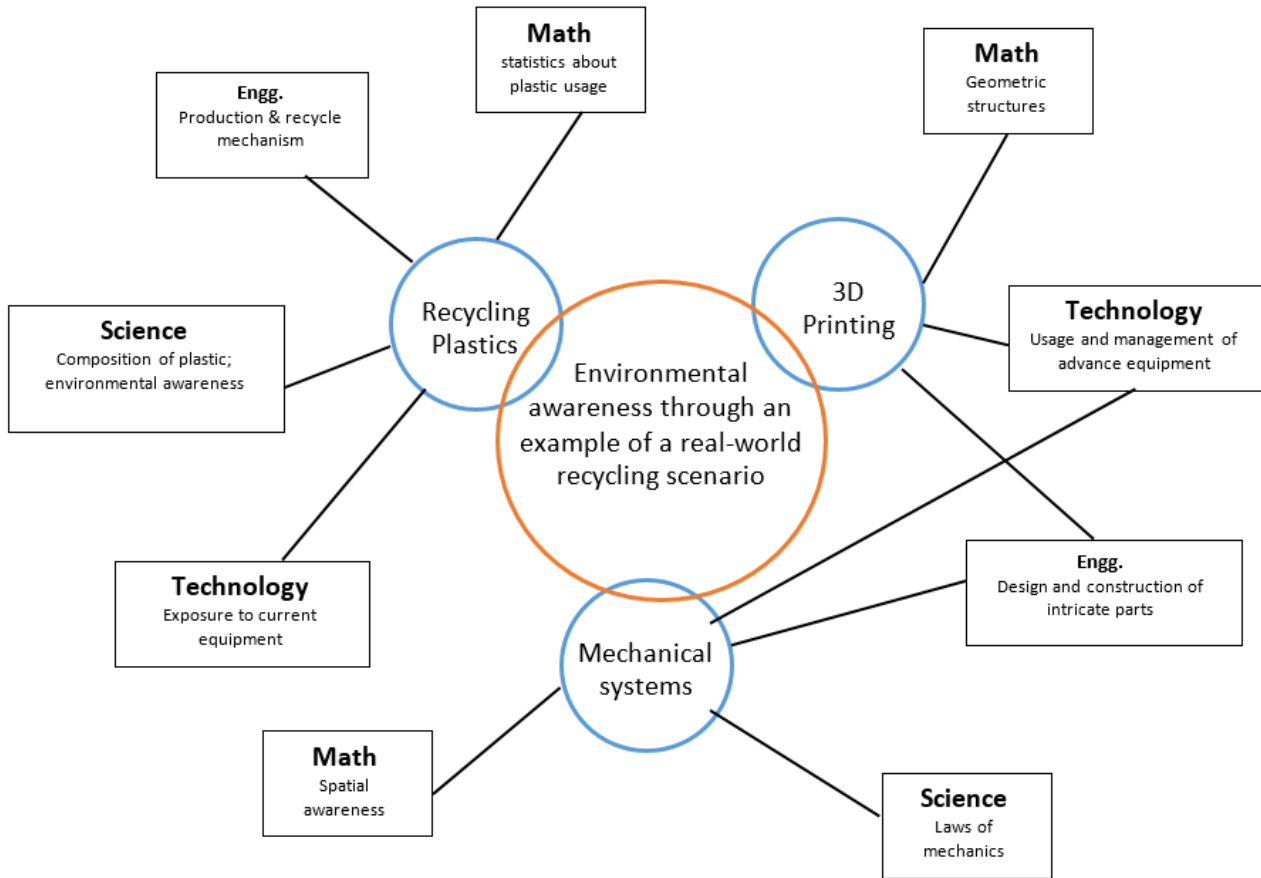 Math
statistics about
plastic usage
Math
Geometric
structures
Engg.
Production & recycle
mechanism
Science
Composition of plastic;
environmental awareness
Recycling
Plastics
3D
Printing
Technology
Usage and management of
advance equipment
Environmental
awareness through an
example of a real-world
recycling scenario
Technology
Exposure to current
equipment
Engg.
Design and construction of
intricate parts
Mechanical
systems
Math
Spatial
awareness
Science
Laws of
mechanics